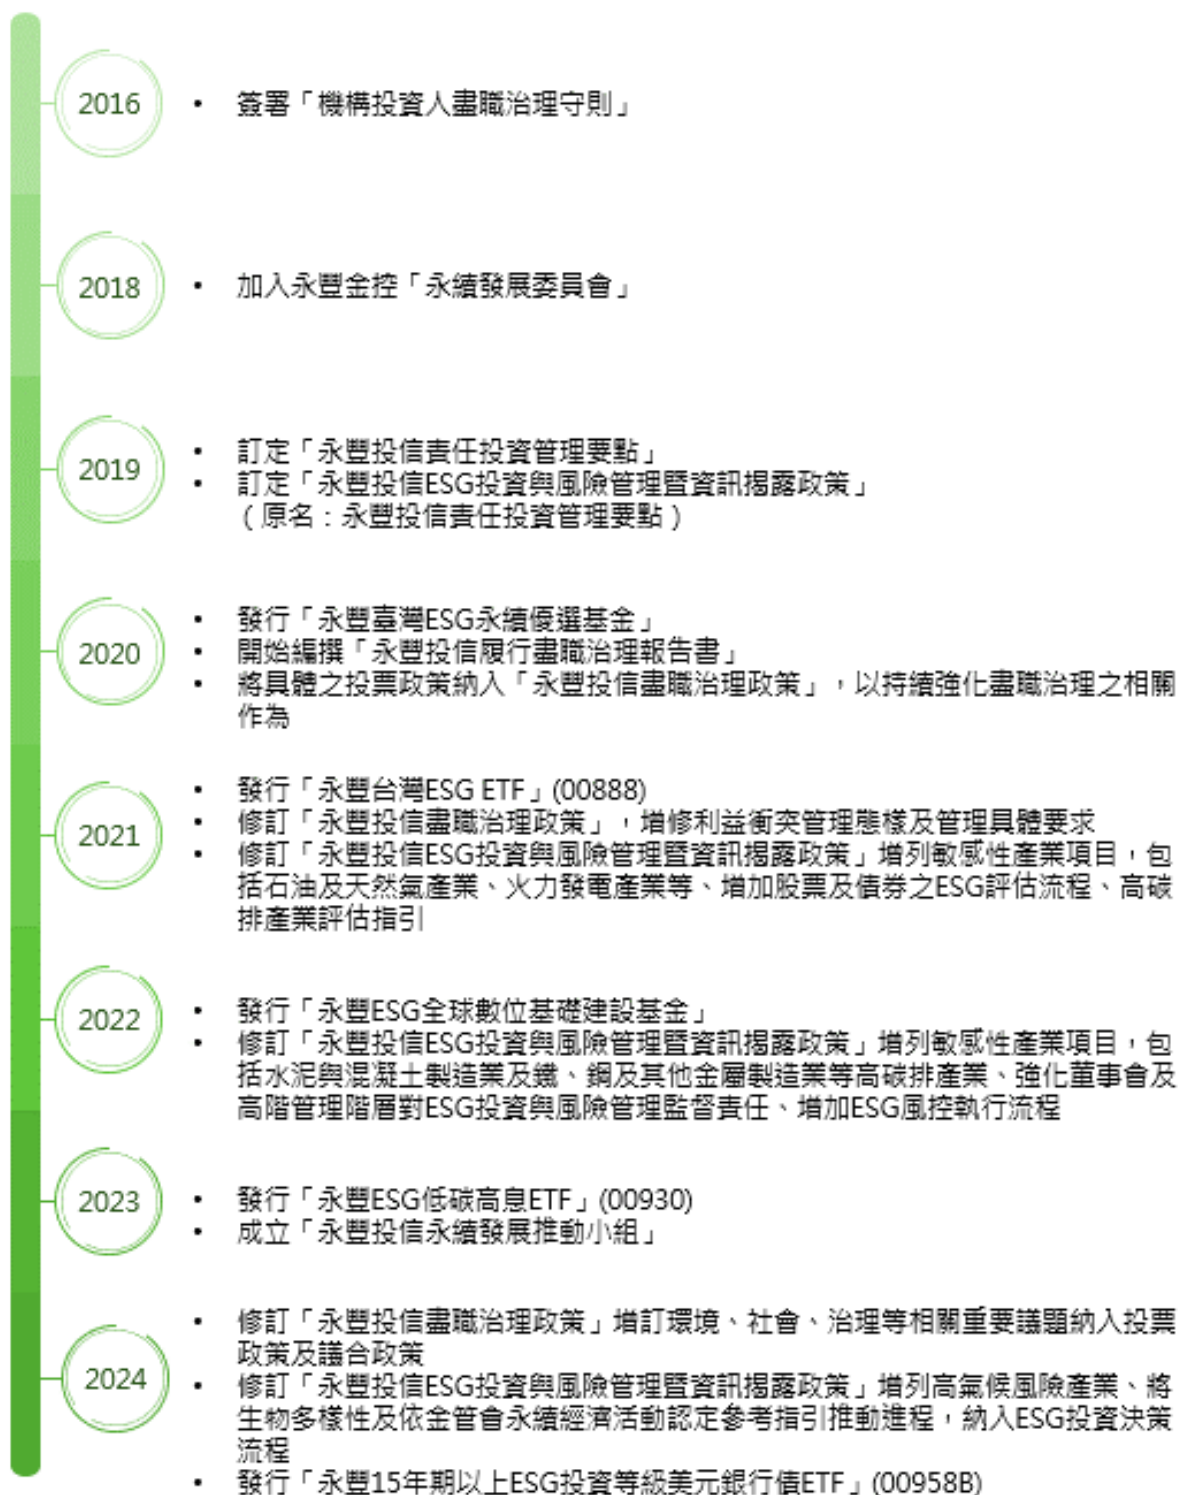 2016
• 簽署「機構投資人盡職治理守則」
2018
• 加入永豐金控「永續發展委員會」
2019
• 訂定「永豐投信責任投資管理要點」
• 訂定「永豐投信ESG投資與風險管理暨資訊揭露政策」
（原名：永豐投信責任投資管理要點）
2020
• 發行「永豐臺灣ESG永續優選基金」
• 開始編撰「永豐投信履行盡職治理報告書」
• 將具體之投票政策納入「永豐投信盡職治理政策」，以持續強化盡職治理之相關
作為
2021
• 發行「永豐台灣ESG ETF」(00888)
• 修訂「永豐投信盡職治理政策」，增修利益衝突管理態樣及管理具體要求
• 修訂「永豐投信ESG投資與風險管理暨資訊揭露政策」增列敏感性產業項目，包
括石油及天然氣產業、火力發電產業等、增加股票及債券之ESG評估流程、高碳
排產業評估指引
2022
• 發行「永豐ESG全球數位基礎建設基金」
• 修訂「永豐投信ESG投資與風險管理暨資訊揭露政策」增列敏感性產業項目，包
括水泥與混凝土製造業及鐵、鋼及其他金屬製造業等高碳排產業、強化董事會及
高階管理階層對ESG投資與風險管理監督責任、增加ESG風控執行流程
2023
• 發行「永豐ESG低碳高息ETF」(00930)
• 成立「永豐投信永續發展推動小組」
2024
• 修訂「永豐投信盡職治理政策」增訂環境、社會、治理等相關重要議題納入投票
政策及議合政策
• 修訂「永豐投信ESG投資與風險管理暨資訊揭露政策」增列高氣候風險產業、將
生物多樣性及依金管會永續經濟活動認定參考指引推動進程，納入ESG投資決策
流程
• 發行「永豐15年期以上ESG投資等級美元銀行債ETF」(00958B)